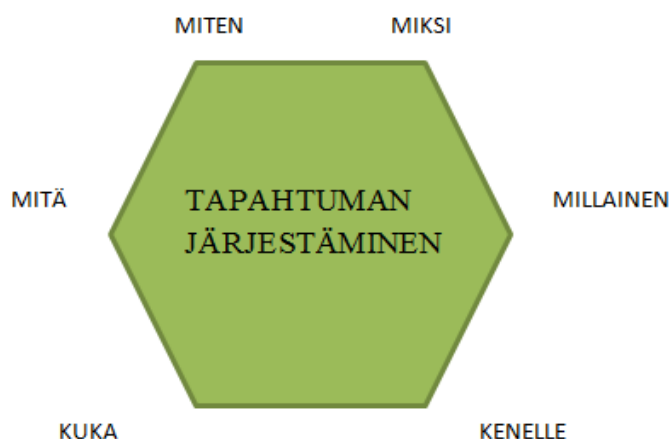 MITEN MIKSI
MITÄ
TAPAHTUMAN
JÄRJESTÄMINEN
MILLAINEN
KUKA KENELLE